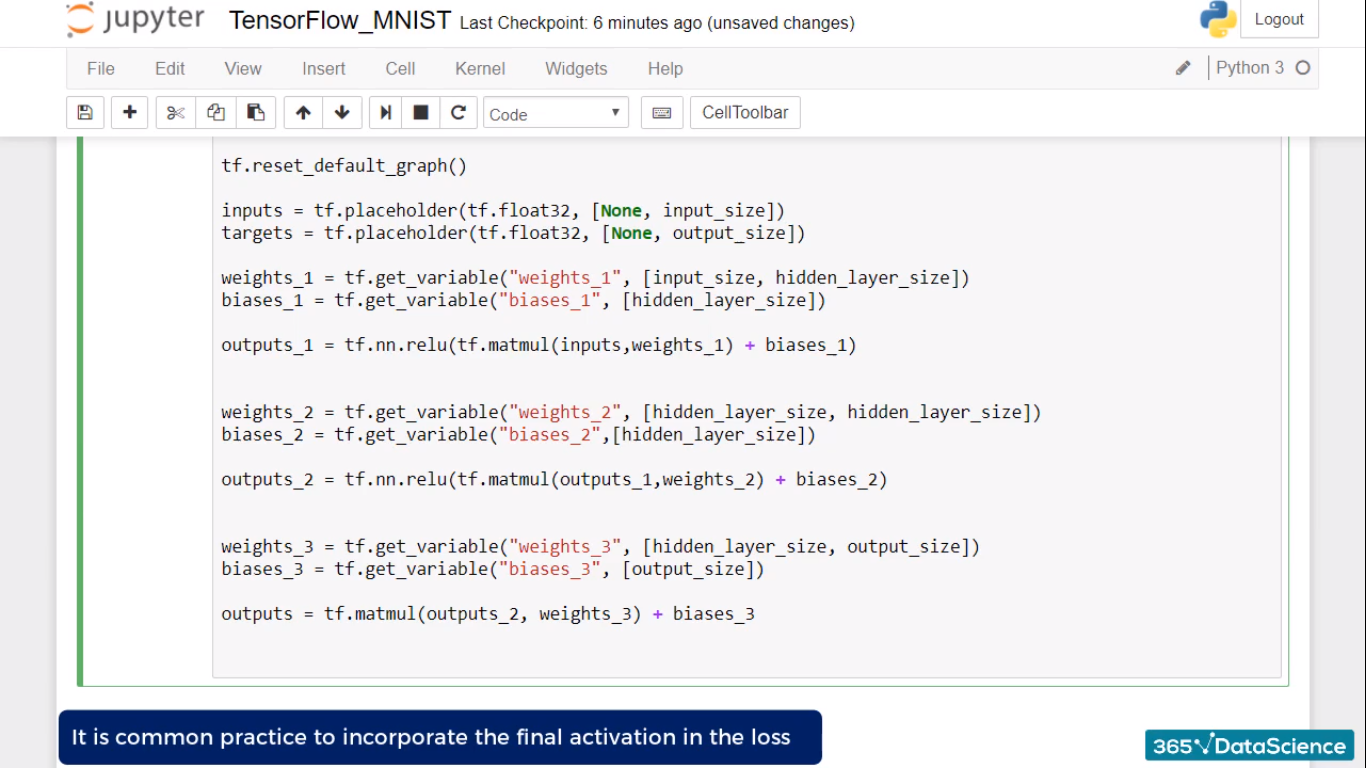 jupyter TensorFlow_MNIST Last Checkpoint: 6 minutes ago (unsaved changes) Logout
File Edit View Insert Cell Kernel Widgets Help Python 3
Code CellToolbar
tf.reset_default_graph()
inputs = tf.placeholder(tf.float32, [None, input_size])
targets = tf.placeholder(tf.float32, [None, output_size])
weights_1 = tf.get_variable("weights_1", [input_size, hidden_layer_size])
biases_1 = tf.get_variable("biases_1", [hidden_layer_size])
outputs_1 = tf.nn.relu(tf.matmul(inputs,weights_1) + biases_1)
weights_2 = tf.get_variable("weights_2", [hidden_layer_size, hidden_layer_size])
biases_2 = tf.get_variable("biases_2",[hidden_layer_size])
outputs_2 = tf.nn.relu(tf.matmul(outputs_1,weights_2) + biases_2)
weights_3 = tf.get_variable("weights_3", [hidden_layer_size, output_size])
biases_3 = tf.get_variable("biases_3", [output_size])
outputs = tf.matmul(outputs_2, weights_3) + biases_3
It is common practice to incorporate the final activation in the loss
365 DataScience